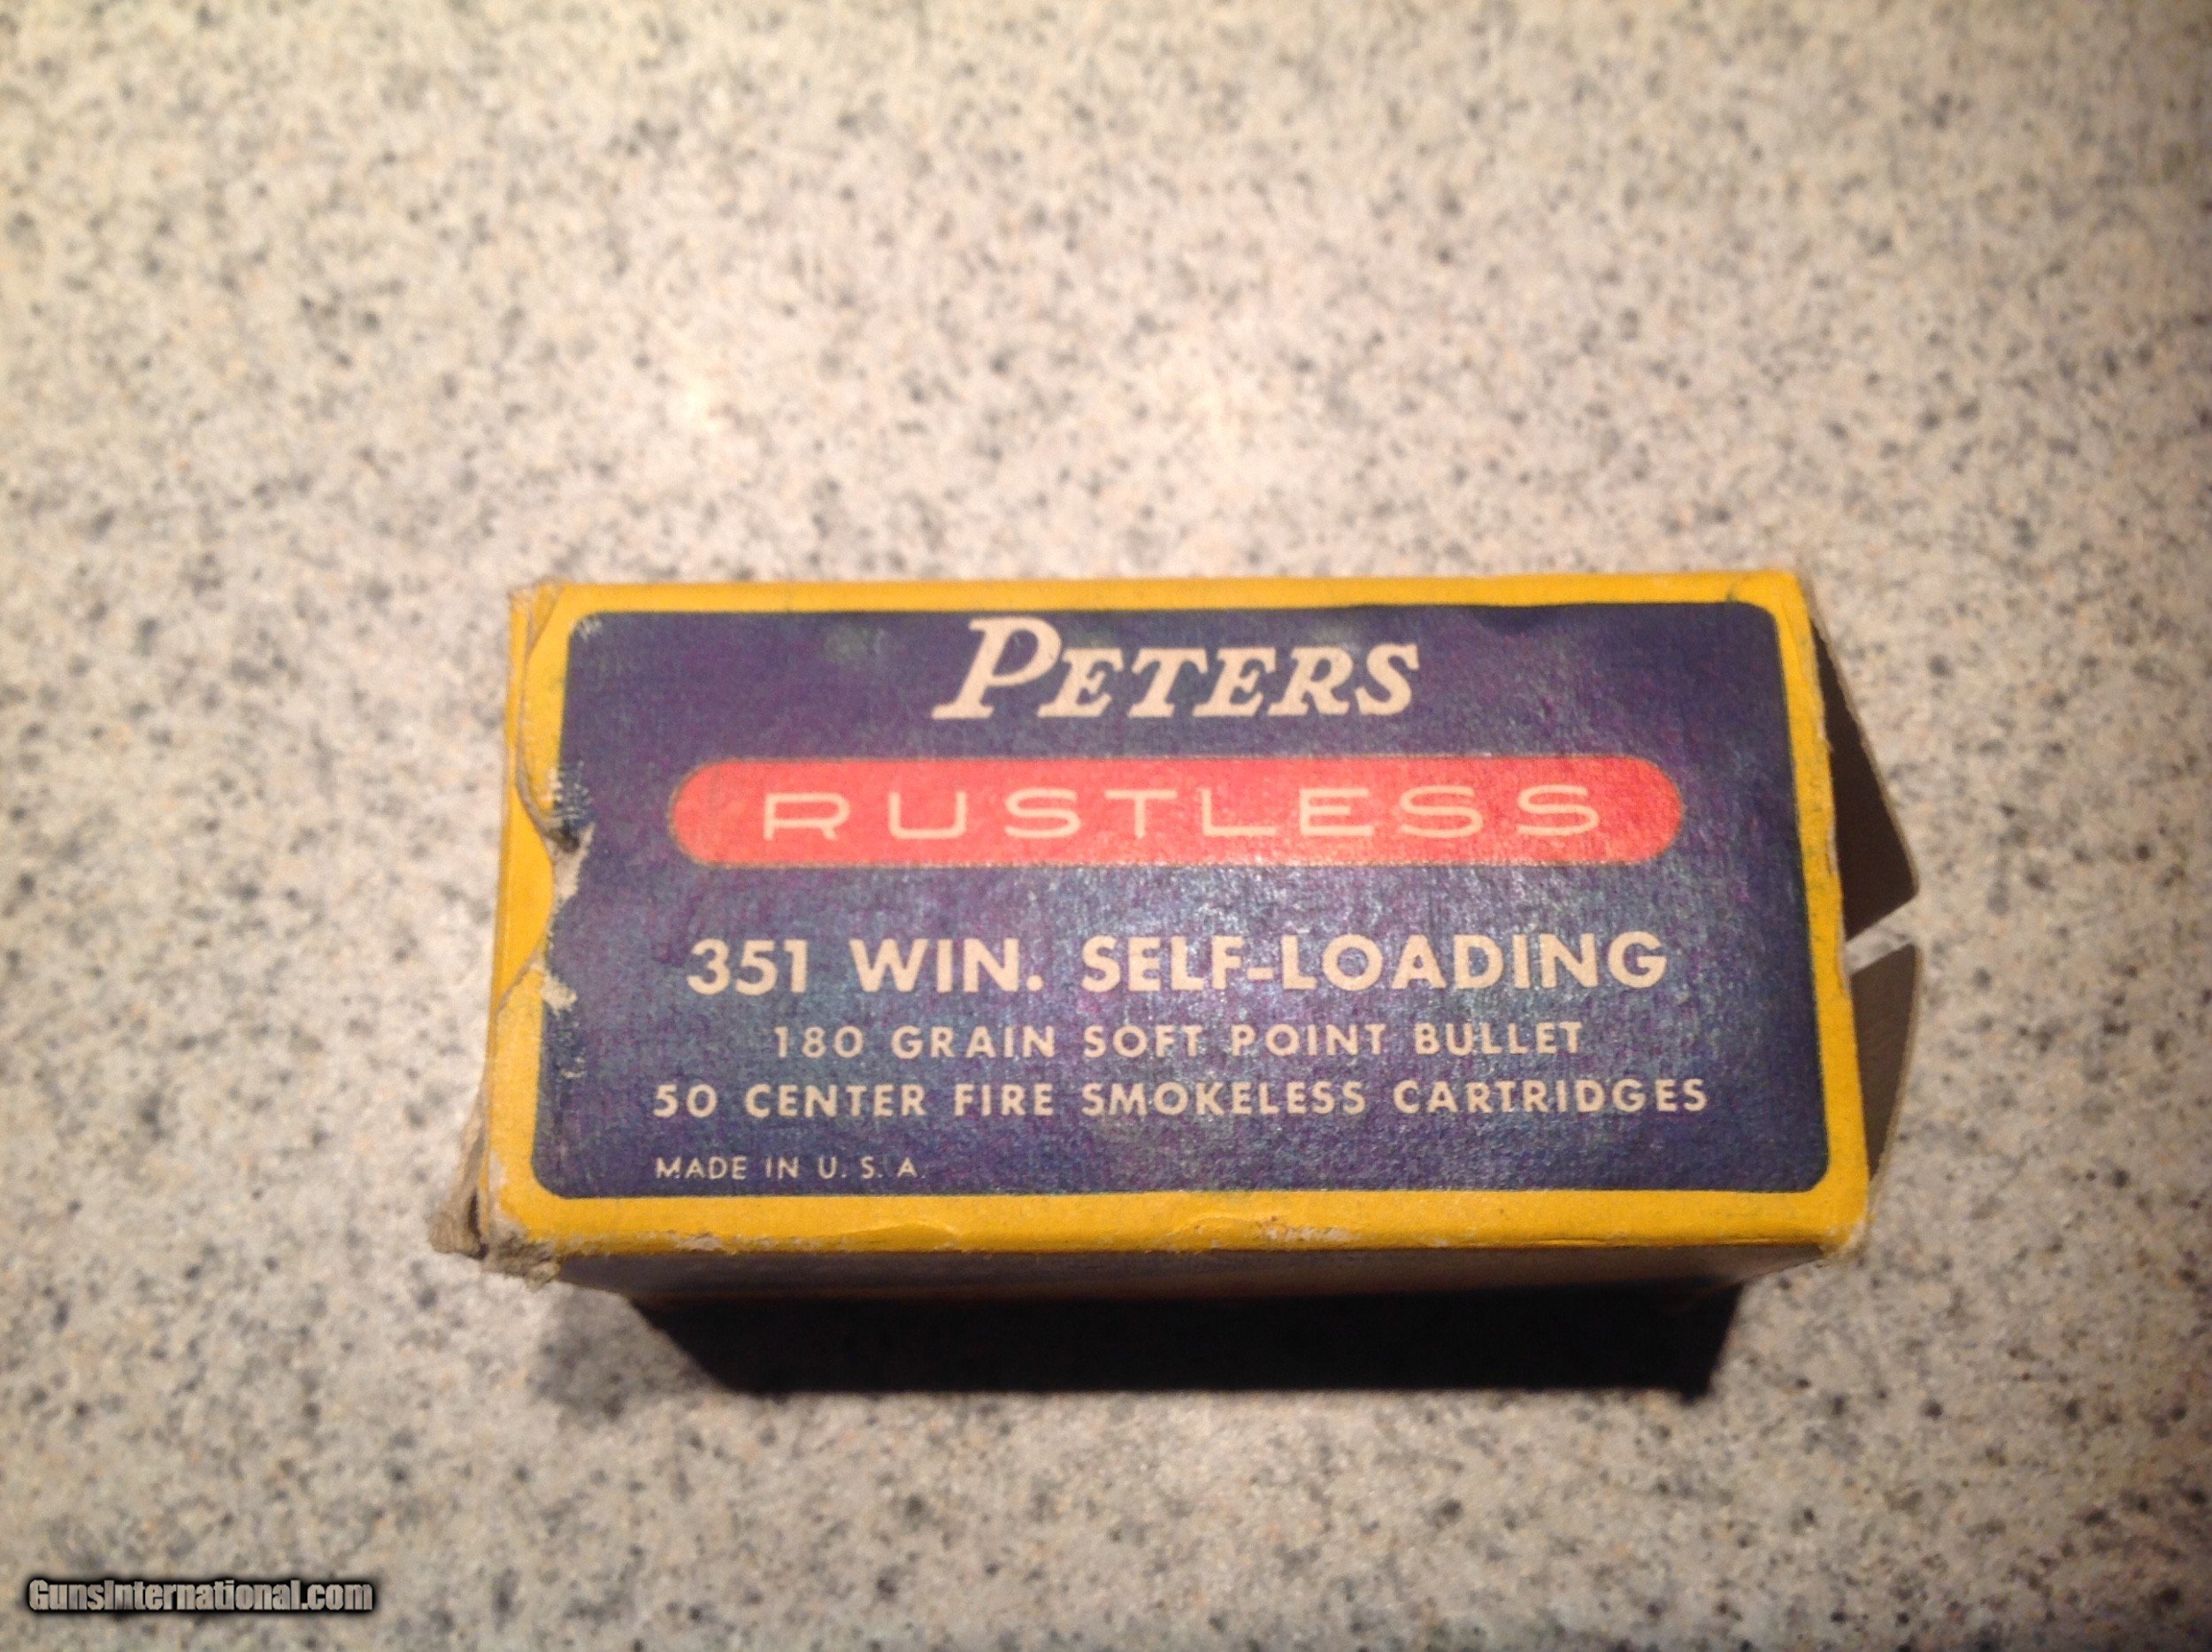 PETERS
RUSTLESS
351 WIN. SELF-LOADING
180 GRAIN SOFT POINT BULLET
50 CENTER FIRE SMOKELESS CARTRIDGES
MADE IN U. S. A.
GunsInternational.com